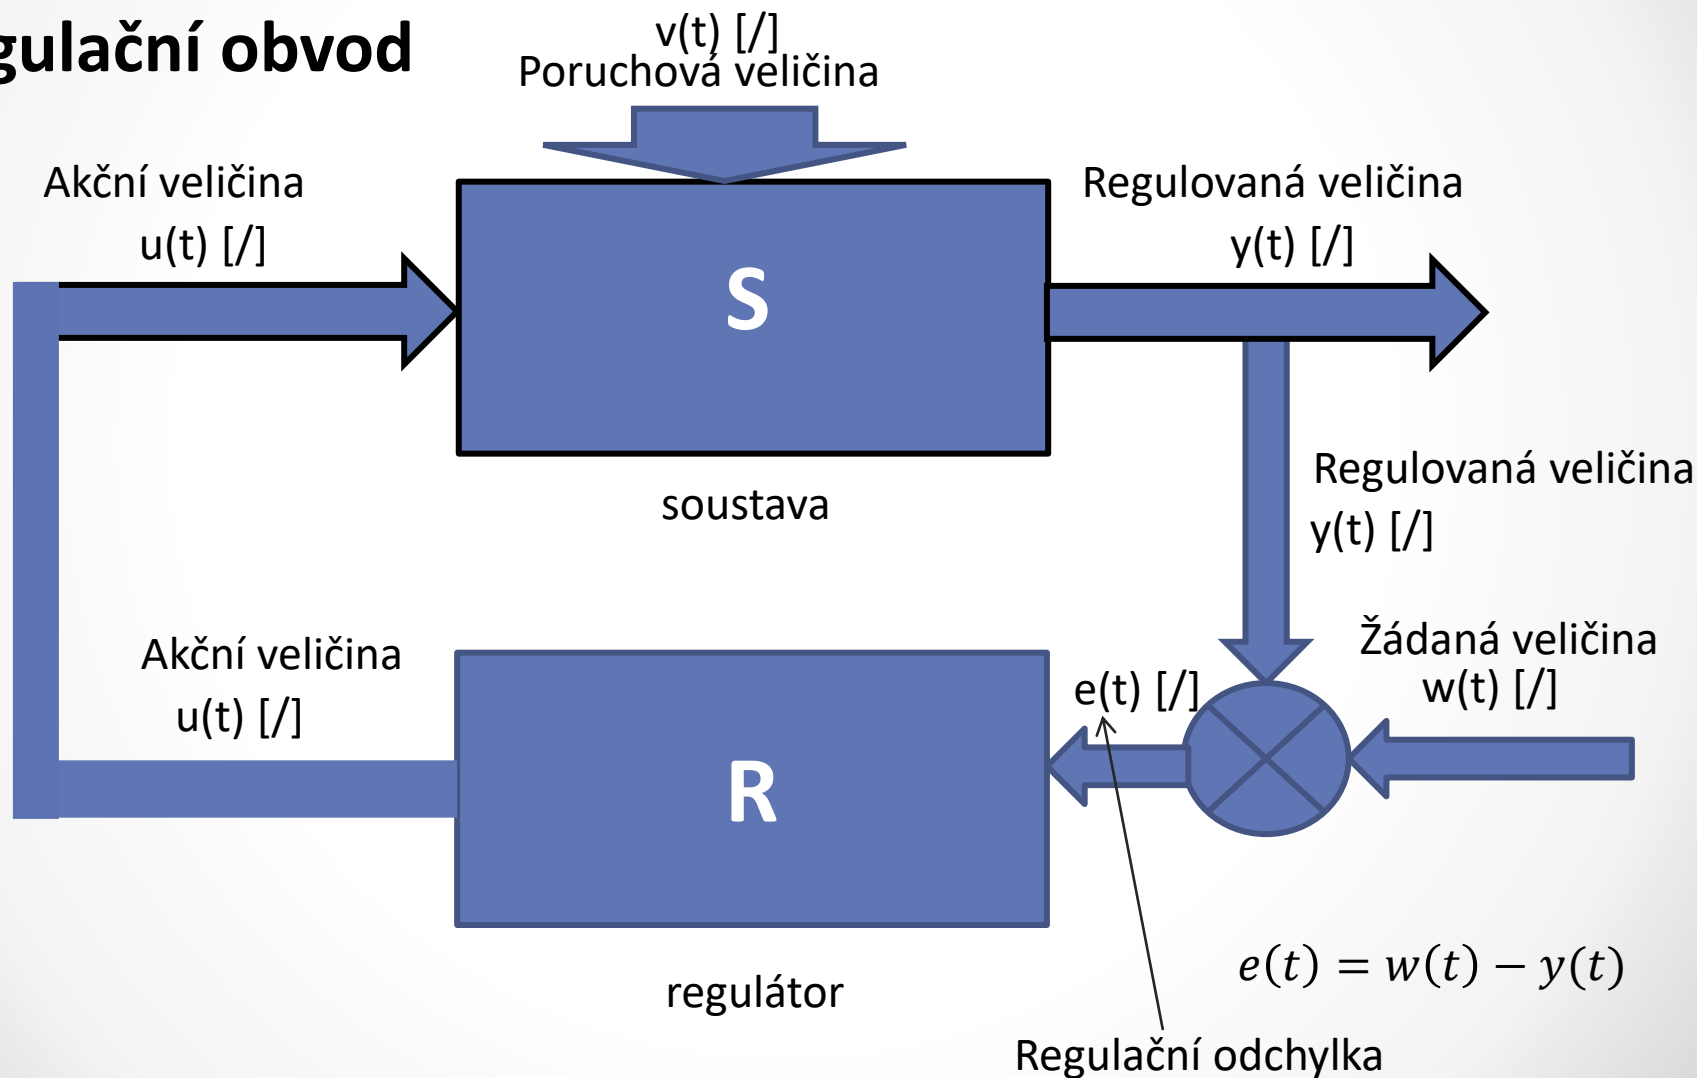 gulační obvod
v(t) [/]
Poruchová veličina
Akční veličina
u(t) [/]
Regulovaná veličina
y(t) [/]
S
soustava
Regulovaná veličina
y(t) [/]
Akční veličina
u(t) [/]
R
regulátor
e(t) [/]
Žádaná veličina
w(t) [/]
e(t) = w(t) − y(t)
Regulační odchylka